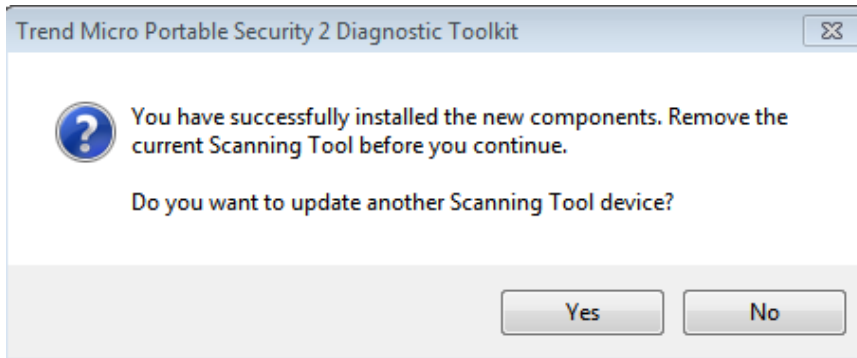 Trend Micro Portable Security 2 Diagnostic Toolkit
You have successfully installed the new components. Remove the
current Scanning Tool before you continue.
Do you want to update another Scanning Tool device?
Yes
No